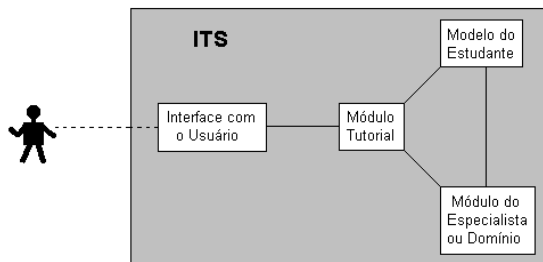 ITS
Modelo do
Estudante
Interface com
o Usuário
Módulo
Tutorial
Módulo do
Especialista
ou Domínio